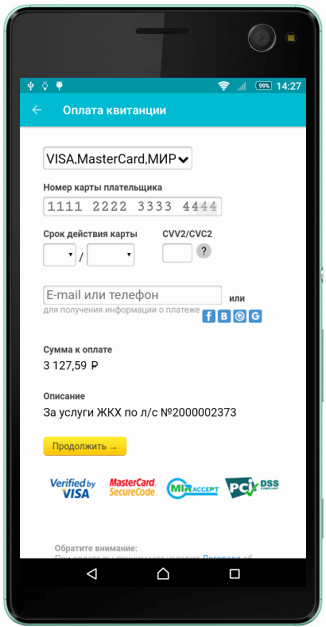 99% 14:27
Оплата квитанции
VISA,MasterCard,МИР
Номер карты плательщика
1111 2222 3333 4444
Срок действия карты CVV2/CVC2
/ ?
E-mail или телефон или
для получения информации о платеже
Сумма к оплате
3 127,59 ₽
Описание
За услуги ЖКХ по л/с №2000002373
Продолжить →
Verified by VISA
MasterCard SecureCode.
MIR ACCEPT
PCI DSS COMPLIANT
Обратите внимание: